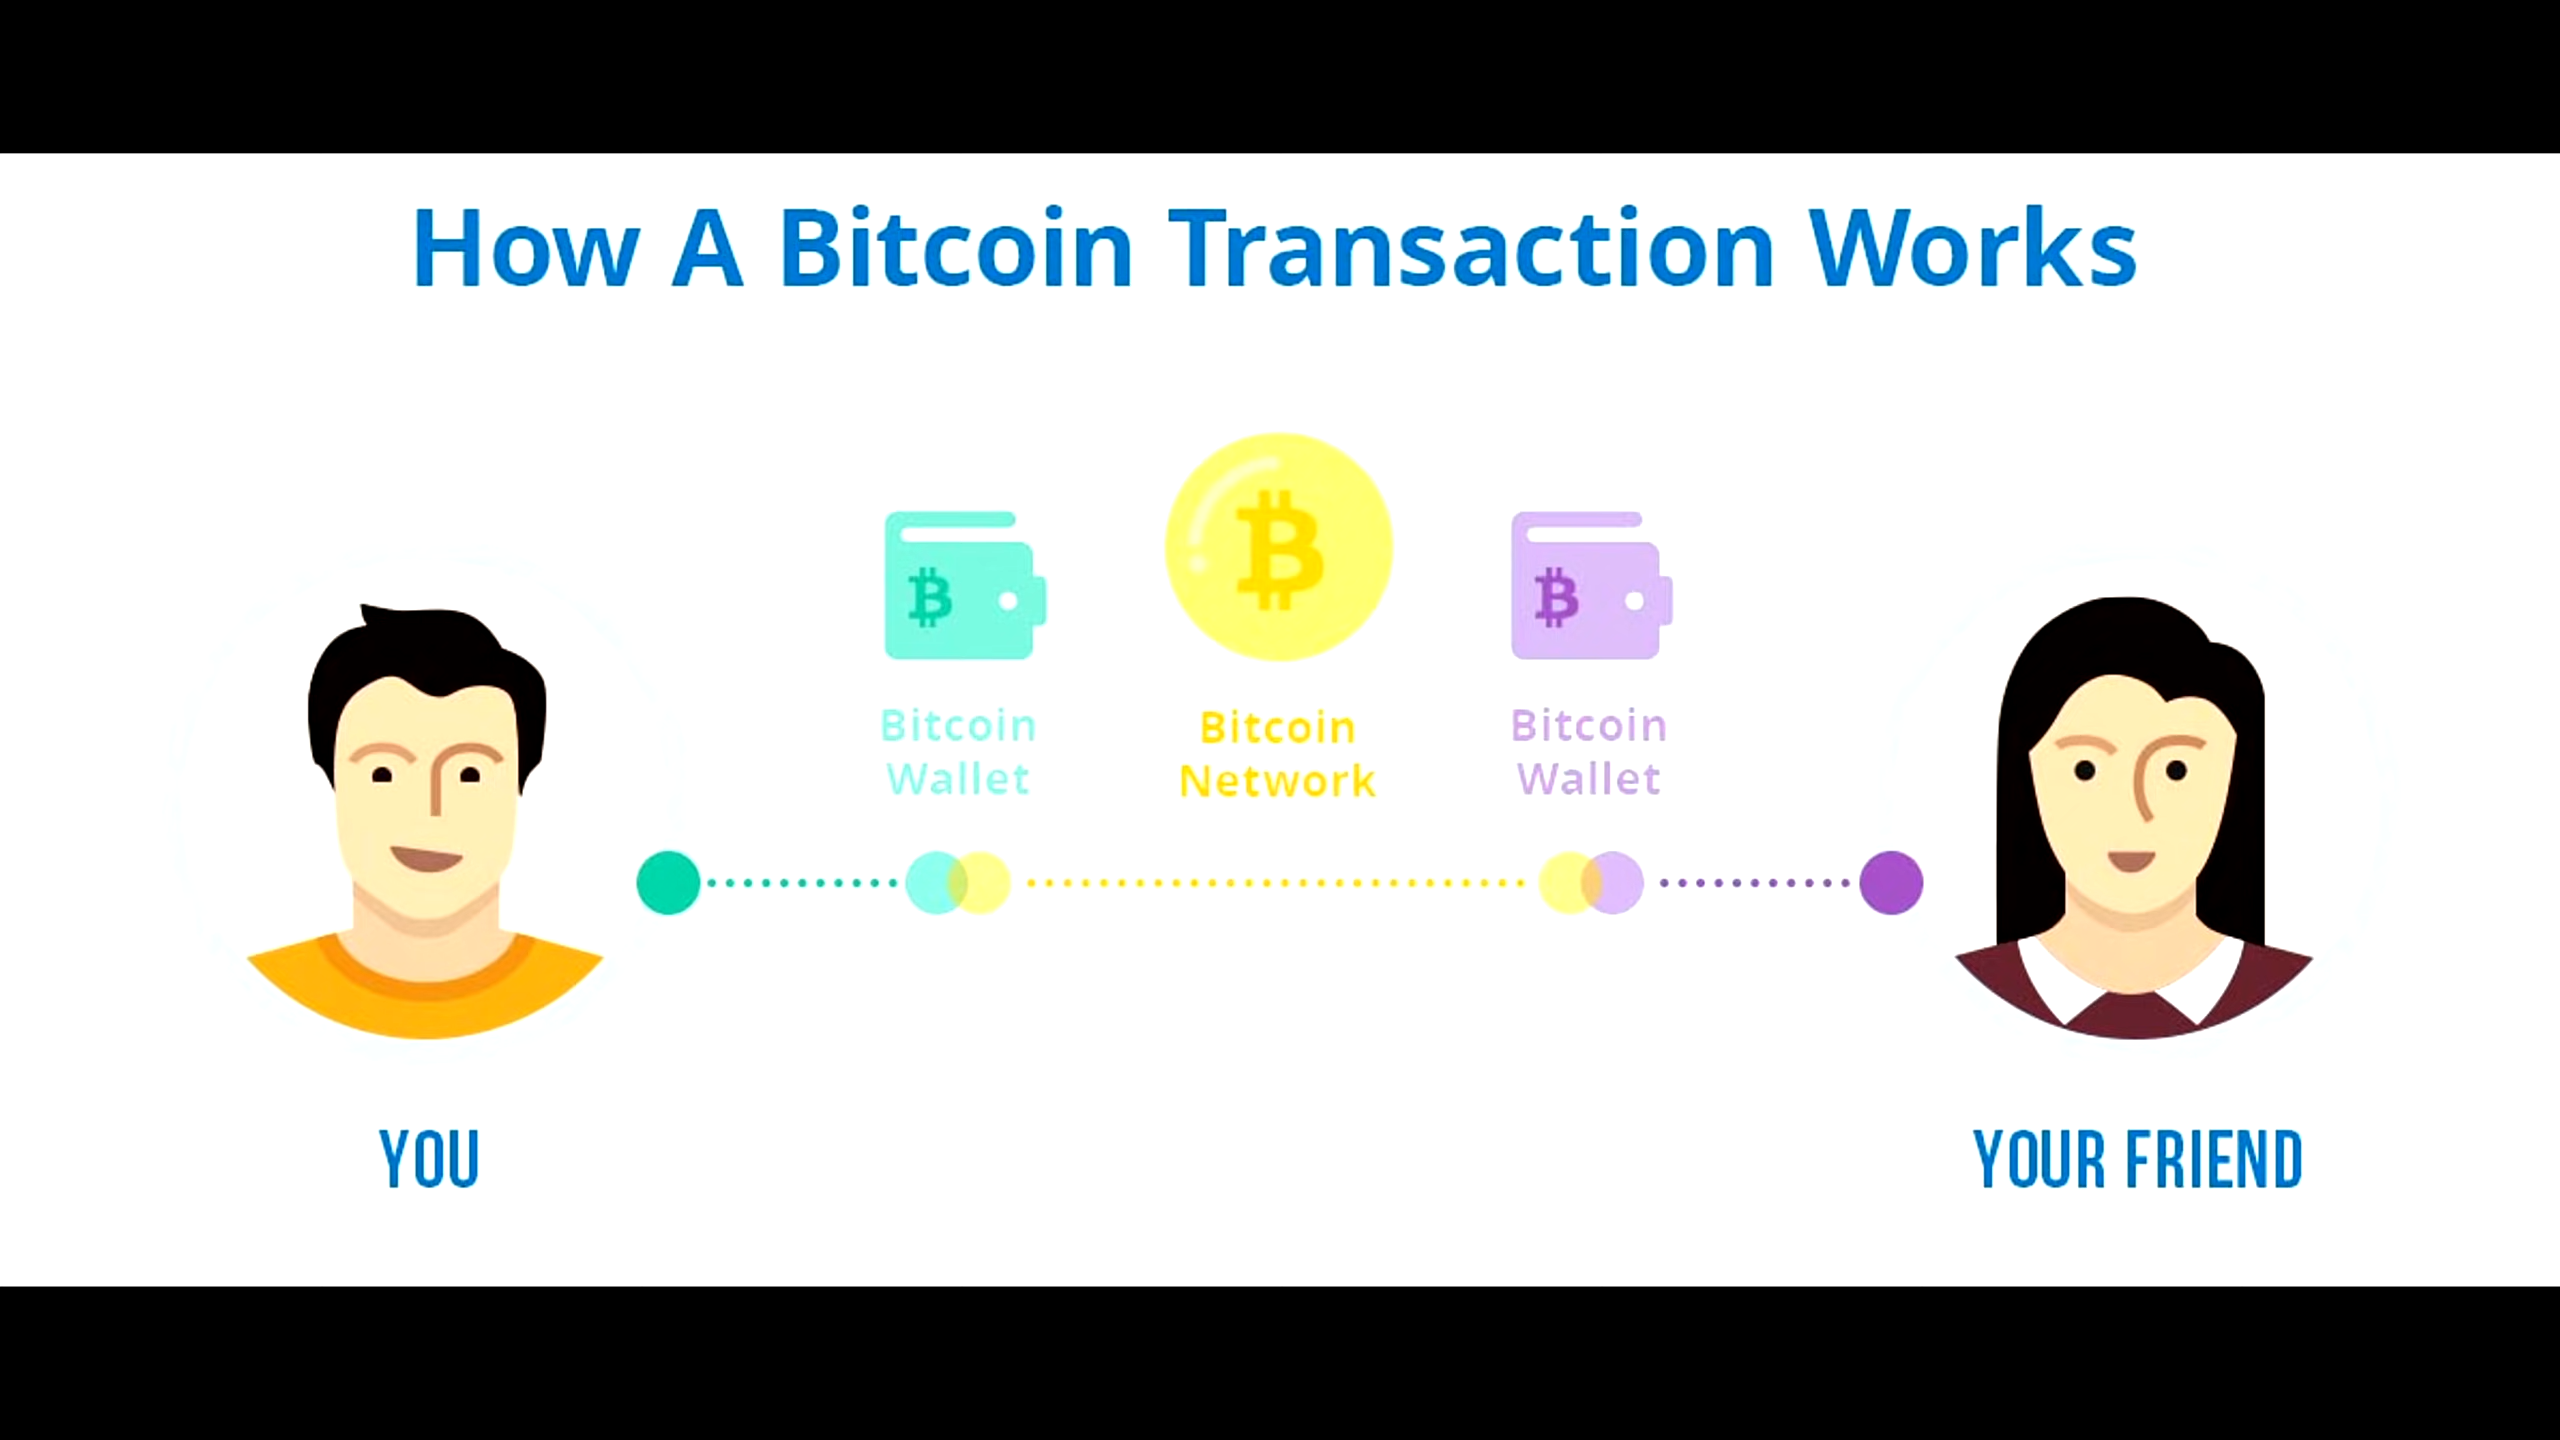 How A Bitcoin Transaction Works
Bitcoin
Wallet
Bitcoin
Network
Bitcoin
Wallet
YOU
YOUR FRIEND